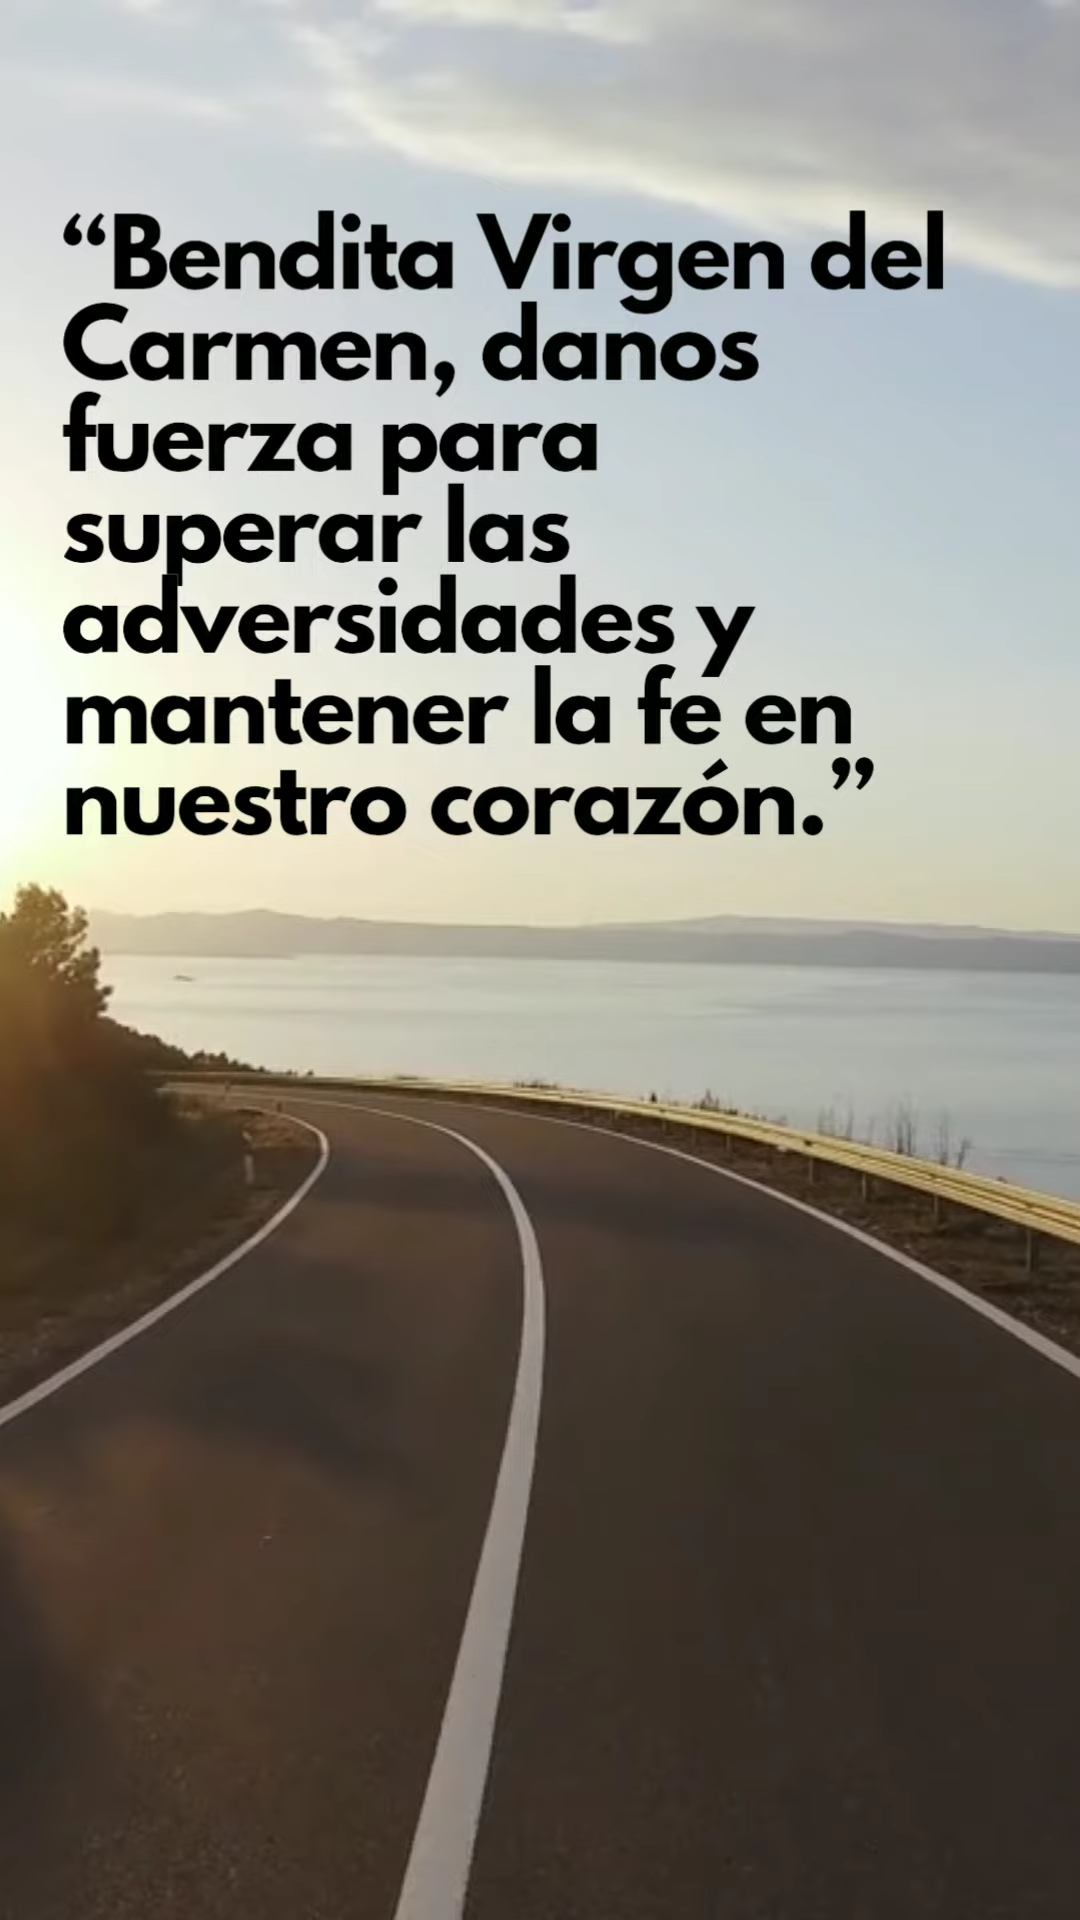 “Bendita Virgen del
Carmen, danos
fuerza para
superar las
adversidades y
mantener la fe en
nuestro corazón.”